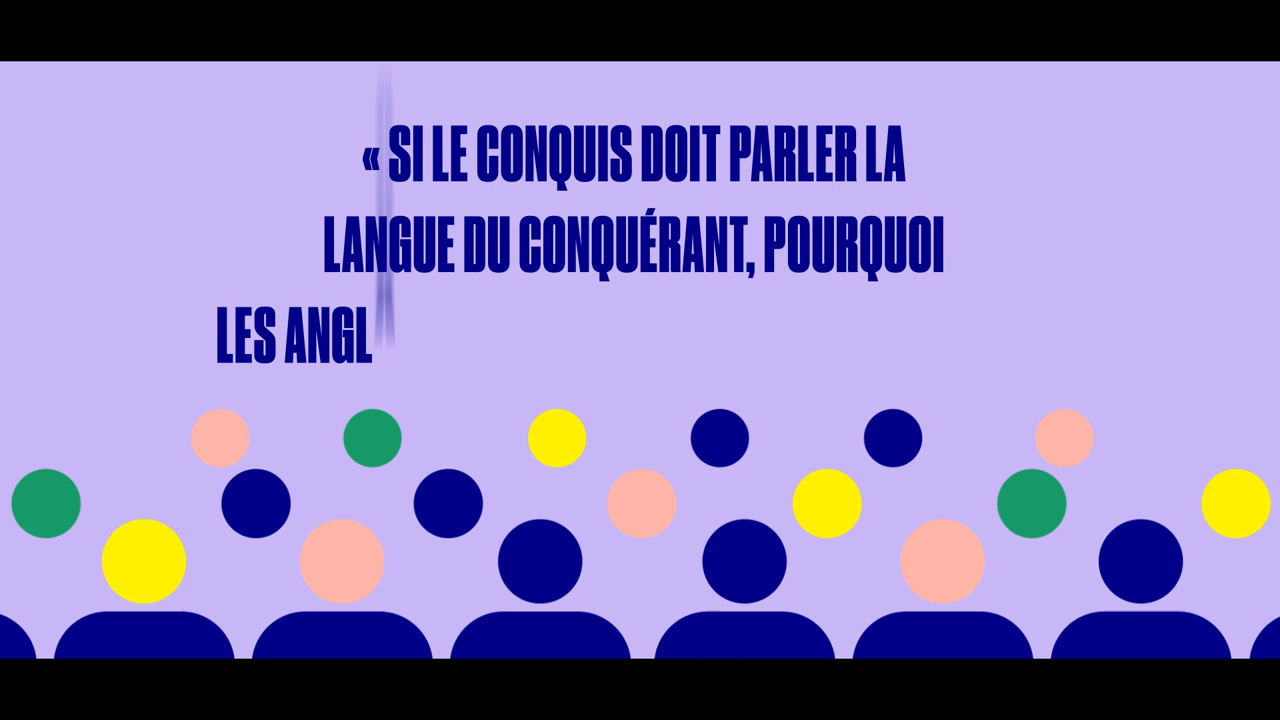 « SI LE CONQUIS DOIT PARLER LA
LANGUE DU CONQUÉRANT, POURQUOI
LES ANGL